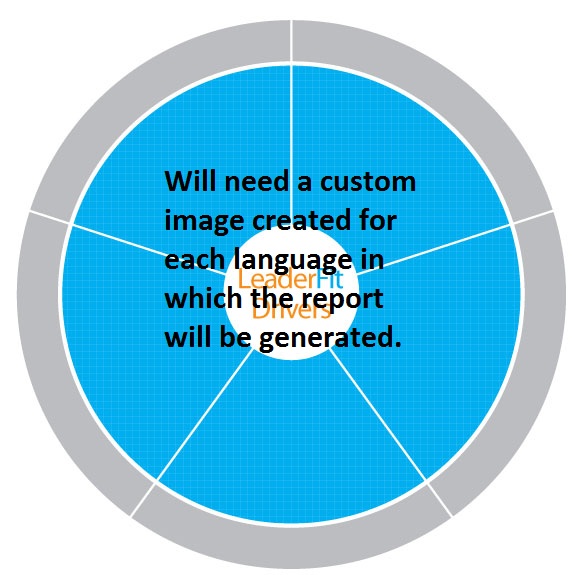 Will need a custom
image created for
each language in
LeaderFit
which the report
Drivers
will be generated.